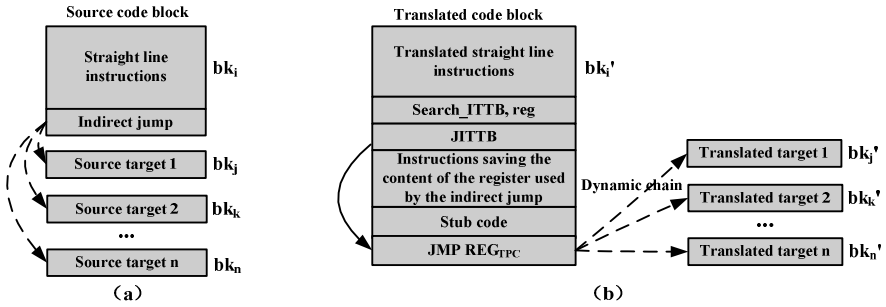 Source code block
Straight line
instructions
bki
Indirect jump
Source target 1
bkj
Source target 2
bkk
...
Source target n
bkn
(a)
Translated code block
Translated straight line
instructions
bki'
Search_ITTB, reg
JITTB
Instructions saving the
content of the register used
by the indirect jump
Stub code
JMP REGTPC
Dynamic chain
Translated target 1
bkj'
Translated target 2
bkk'
...
Translated target n
bkn'
(b)